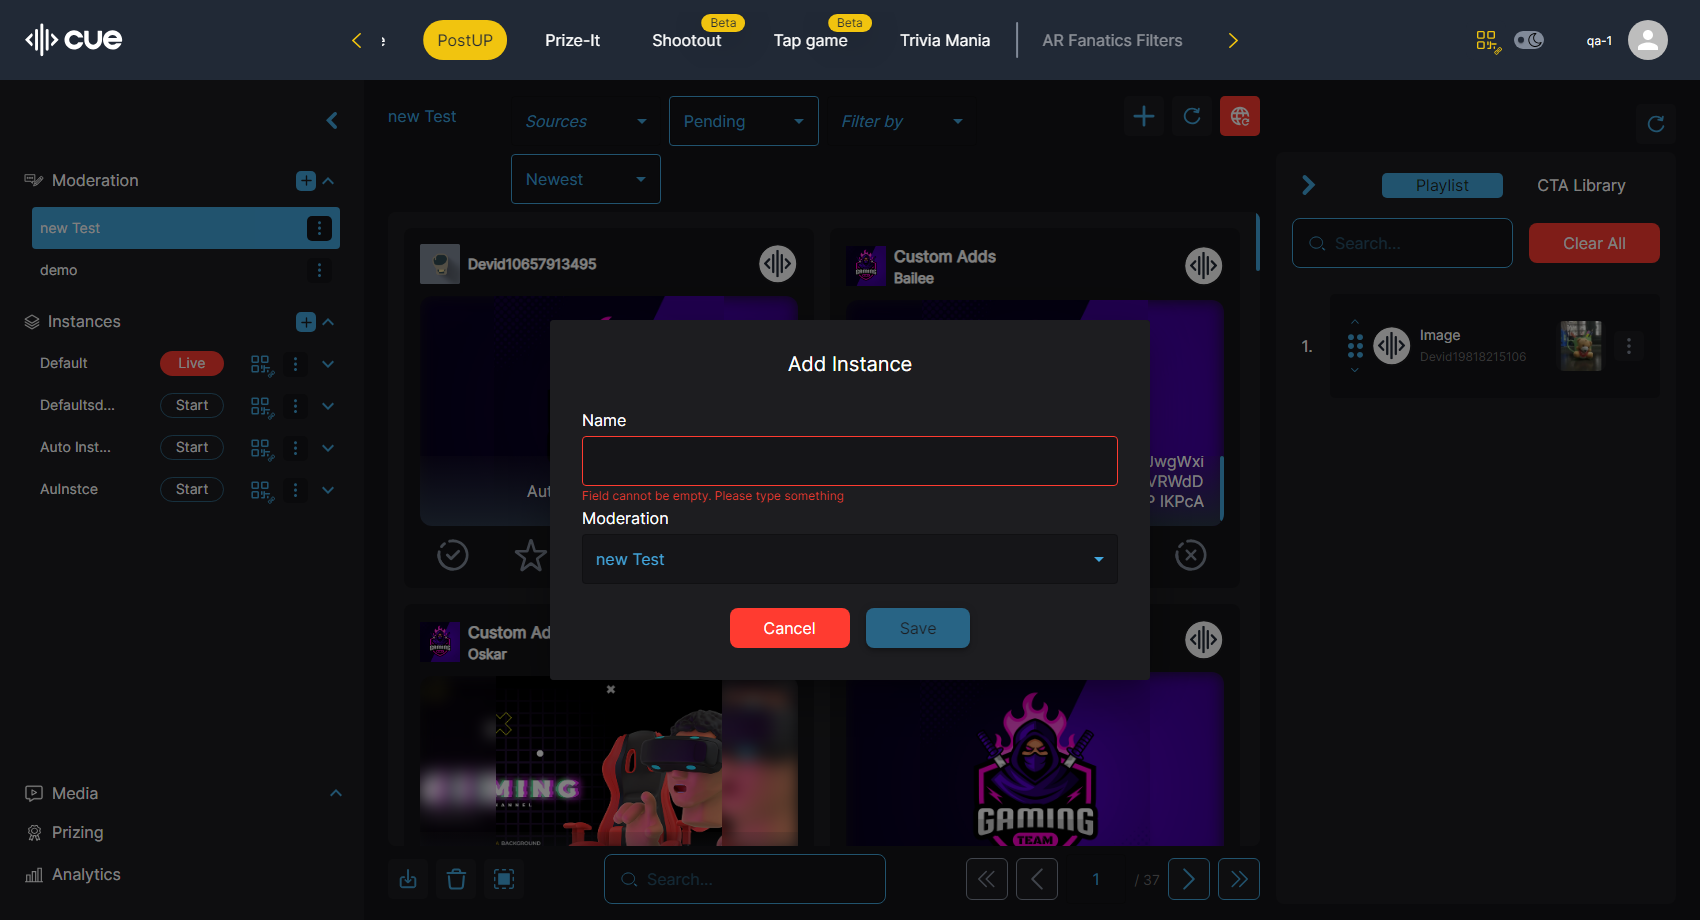 cue
e
PostUP
Prize-It
Beta
Shootout
Beta
Tap game
Trivia Mania
AR Fanatics Filters
qa-1
Moderation
new Test
demo
Instances
Default
Live
Defaultsd...
Start
Auto Inst...
Start
AuInstce
Start
Media
Prizing
Analytics
new Test
Sources
Pending
Filter by
Newest
Devid10657913495
Custom Adds
Bailee
Aut
JwgWxi
VRWdD
P IKPcA
Custom Ad
Oskar
GAMING
CHANNEL
BACKGROUND
GAMING
TEAM
Add Instance
Name
Field cannot be empty. Please type something
Moderation
new Test
Cancel
Save
Search...
1
/ 37
Playlist
CTA Library
Search...
Clear All
1.
Image
Devid19818215106